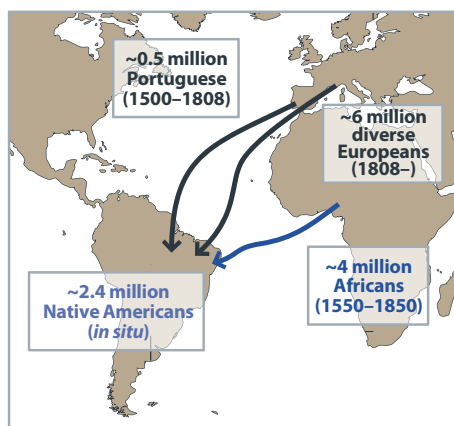 ~0.5 million
Portuguese
(1500–1808)
~6 million
diverse
Europeans
(1808–)
~2.4 million
Native Americans
(in situ)
~4 million
Africans
(1550–1850)